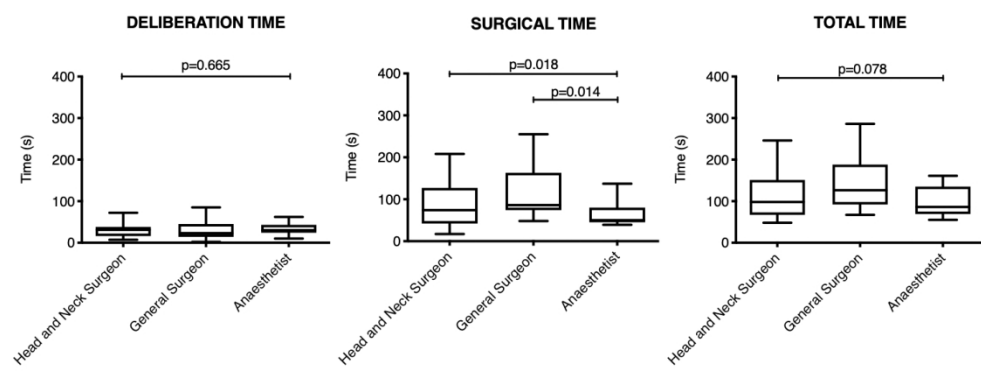 DELIBERATION TIME
400
300
200
100
0
Time (s)
p=0.665
Head and Neck Surgeon
General Surgeon
Anaesthetist
SURGICAL TIME
400
300
200
100
0
Time (s)
p=0.018
p=0.014
Head and Neck Surgeon
General Surgeon
Anaesthetist
TOTAL TIME
400
300
200
100
0
Time (s)
p=0.078
Head and Neck Surgeon
General Surgeon
Anaesthetist